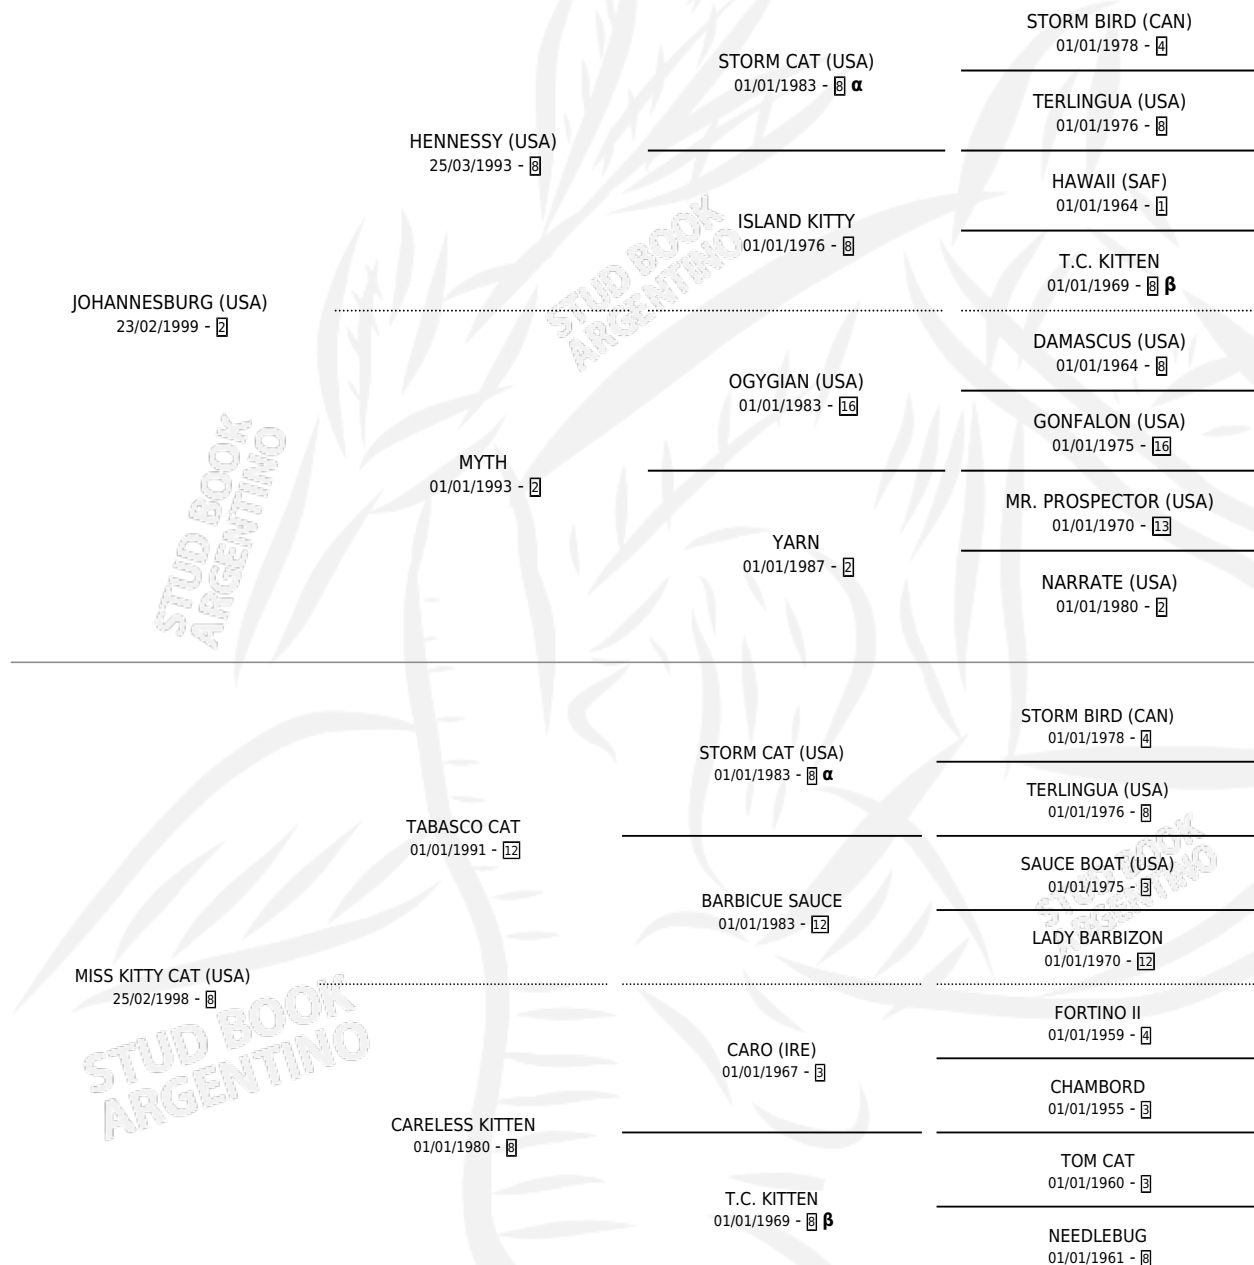 STORM BIRD (CAN)
01/01/1978 - 4
STORM CAT (USA)
01/01/1983 - 8 α
TERLINGUA (USA)
01/01/1976 - 8
HENNESSY (USA)
25/03/1993 - 8
HAWAII (SAF)
01/01/1964 - 1
ISLAND KITTY
01/01/1976 - 8
T.C. KITTEN
01/01/1969 - 8 β
JOHANNESBURG (USA)
23/02/1999 - 2
DAMASCUS (USA)
01/01/1964 - 8
OGYGIAN (USA)
01/01/1983 - 16
GONFALON (USA)
01/01/1975 - 16
MYTH
01/01/1993 - 2
MR. PROSPECTOR (USA)
01/01/1970 - 13
YARN
01/01/1987 - 2
NARRATE (USA)
01/01/1980 - 2
STORM BIRD (CAN)
01/01/1978 - 4
STORM CAT (USA)
01/01/1983 - 8 α
TERLINGUA (USA)
01/01/1976 - 8
TABASCO CAT
01/01/1991 - 12
SAUCE BOAT (USA)
01/01/1975 - 3
BARBICUE SAUCE
01/01/1983 - 12
LADY BARBIZON
01/01/1970 - 12
MISS KITTY CAT (USA)
25/02/1998 - 8
FORTINO II
01/01/1959 - 4
CARO (IRE)
01/01/1967 - 3
CHAMBORD
01/01/1955 - 3
CARELESS KITTEN
01/01/1980 - 8
TOM CAT
01/01/1960 - 3
T.C. KITTEN
01/01/1969 - 8 β
NEEDLEBUG
01/01/1961 - 8
STUD BOOK
ARGENTINO
STUD BOOK
ARGENTINO
STUD BOOK
ARGENTINO
STUD BOOK
ARGENTINO